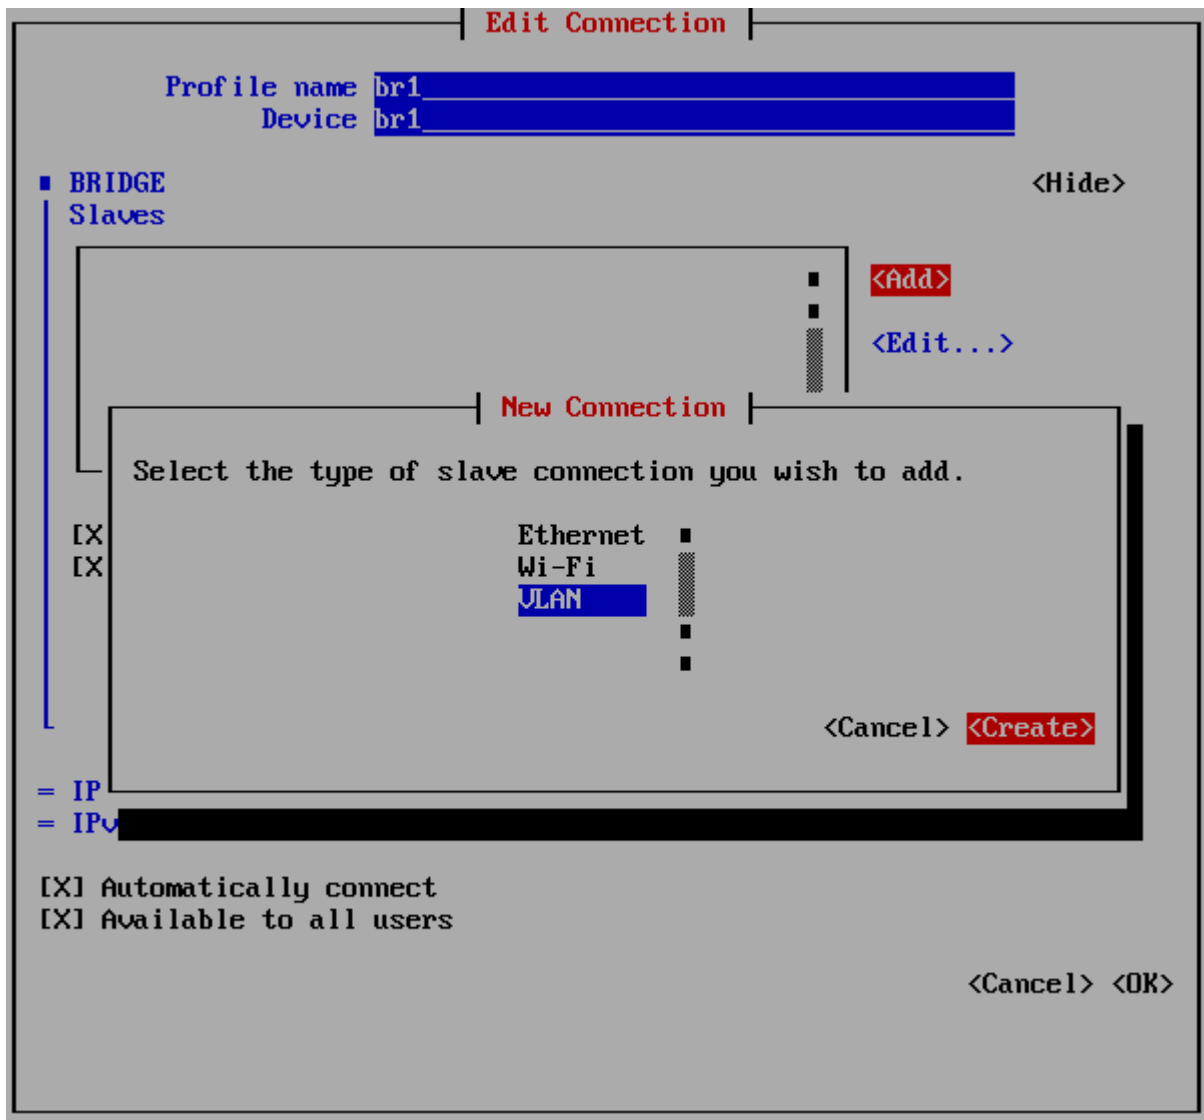 Edit Connection
Profile name br1
Device br1
BRIDGE <Hide>
Slaves
<Add>
<Edit...>
New Connection
Select the type of slave connection you wish to add.
[X
Ethernet
[X
Wi-Fi
VLAN
<Cancel> <Create>
= IP
= IPv
[X] Automatically connect
[X] Available to all users
<Cancel> <OK>